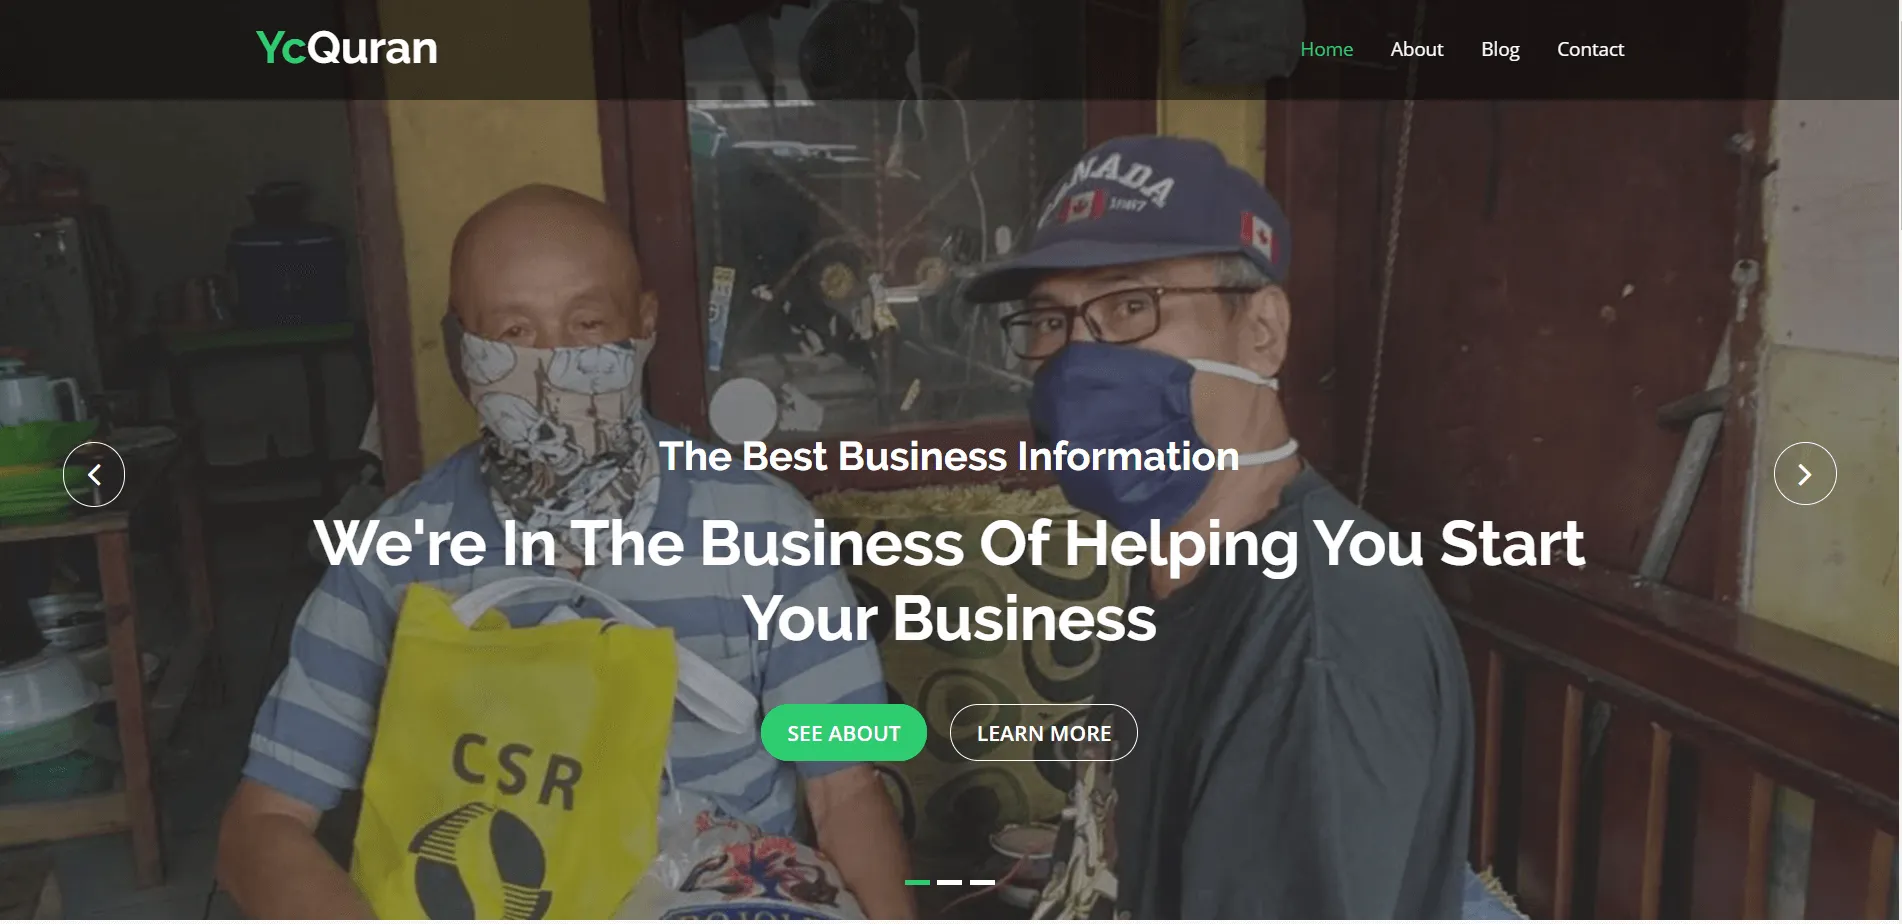 YcQuran
Home
About
Blog
Contact
The Best Business Information
We're In The Business Of Helping You Start
Your Business
SEE ABOUT
LEARN MORE
1867
CSR